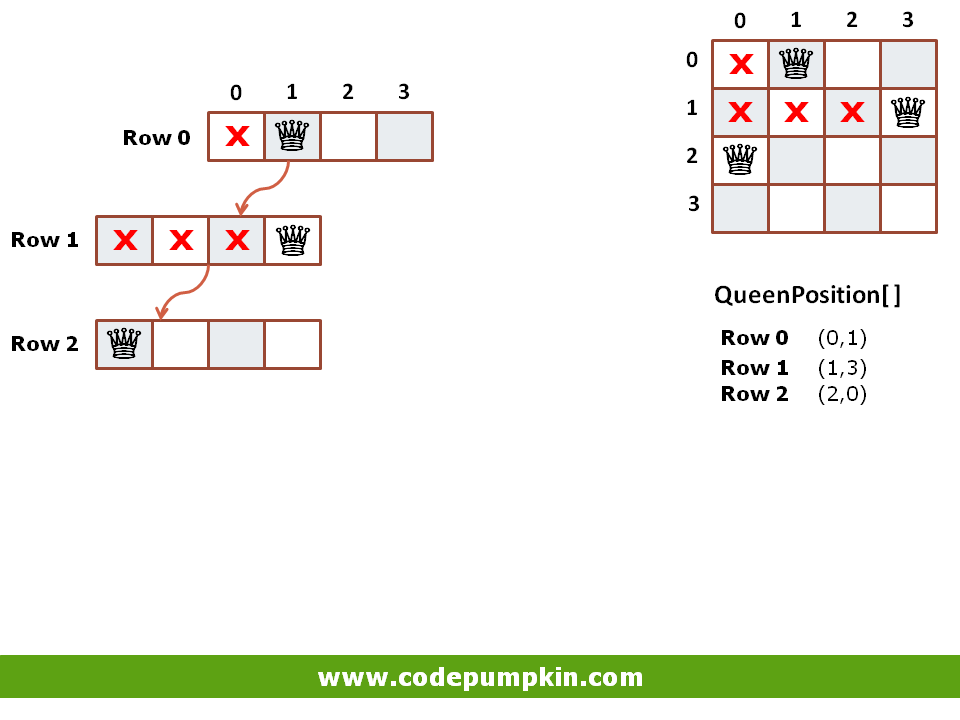 0 1 2 3
Row 0 X
Row 1 X X X
Row 2
0 1 2 3
0 X
1 X X X
2
3
QueenPosition[ ]
Row 0 (0,1)
Row 1 (1,3)
Row 2 (2,0)
www.codepumpkin.com